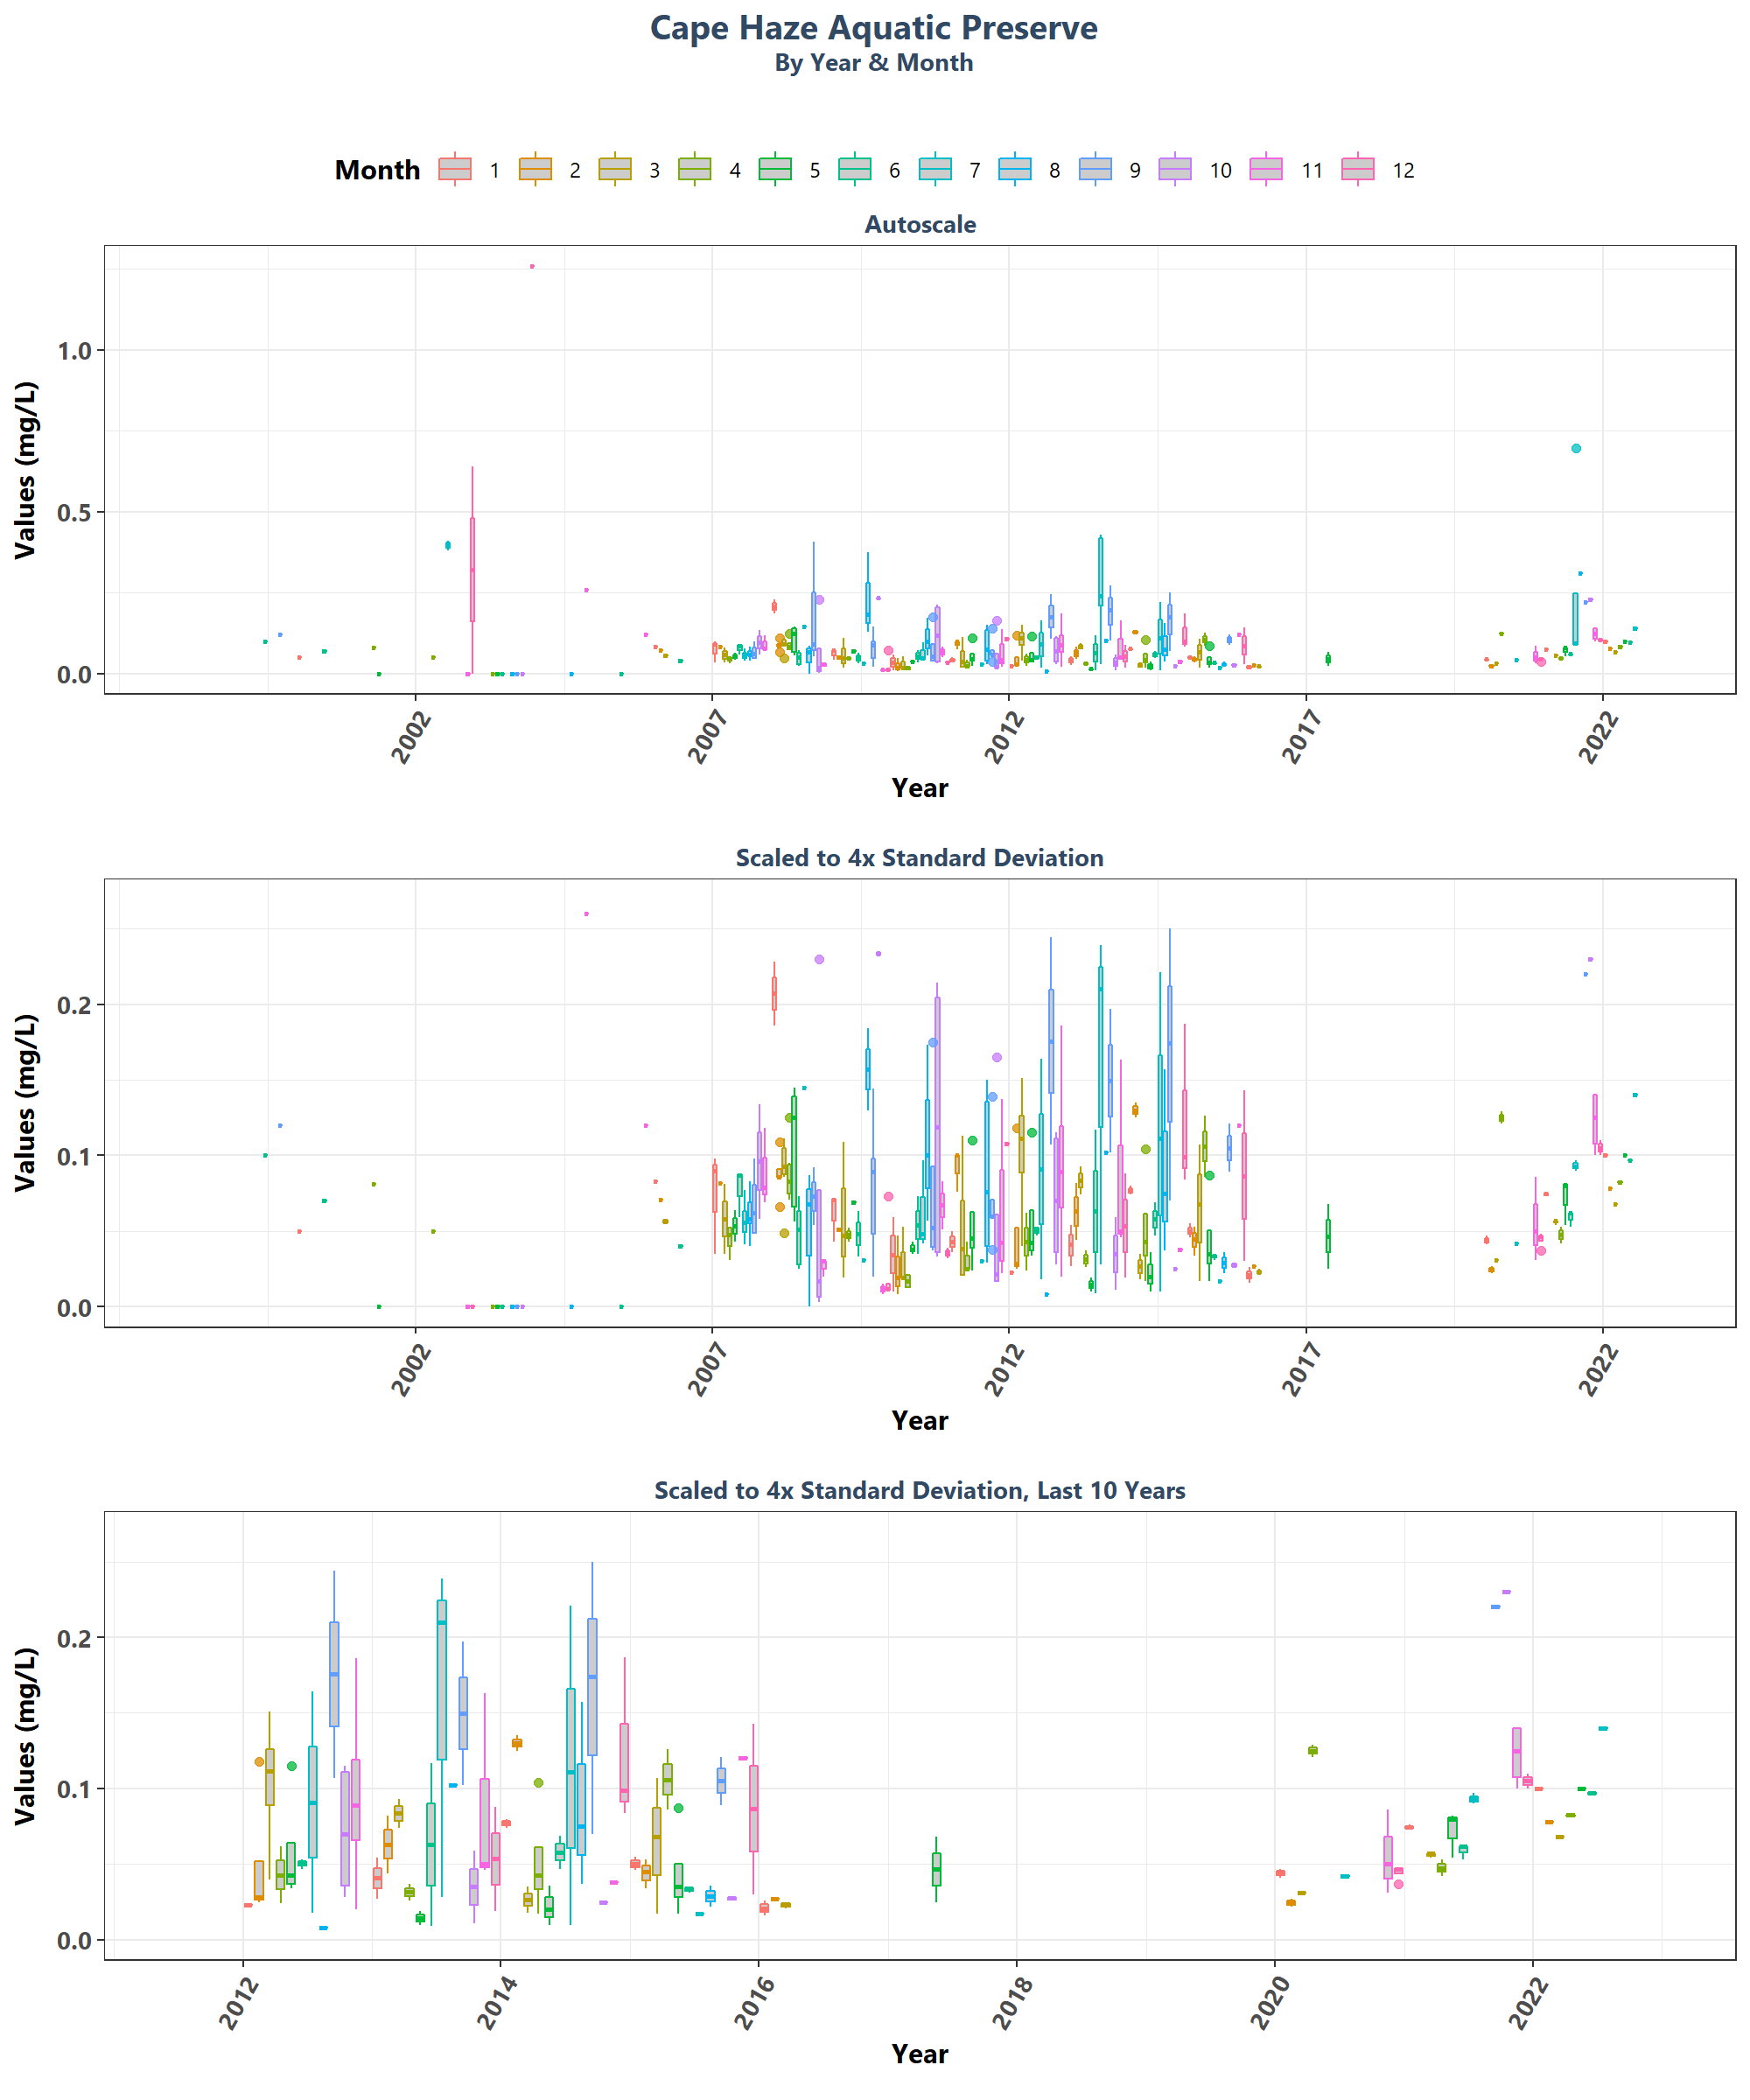 Cape Haze Aquatic Preserve
By Year & Month
Month 1 2 3 4 5 6 7 8 9 10 11 12
Autoscale
Values (mg/L)
1.0
0.5
0.0
2002 2007 2012 2017 2022
Year
Scaled to 4x Standard Deviation
Values (mg/L)
0.2
0.1
0.0
2002 2007 2012 2017 2022
Year
Scaled to 4x Standard Deviation, Last 10 Years
Values (mg/L)
0.2
0.1
0.0
2012 2014 2016 2018 2020 2022
Year